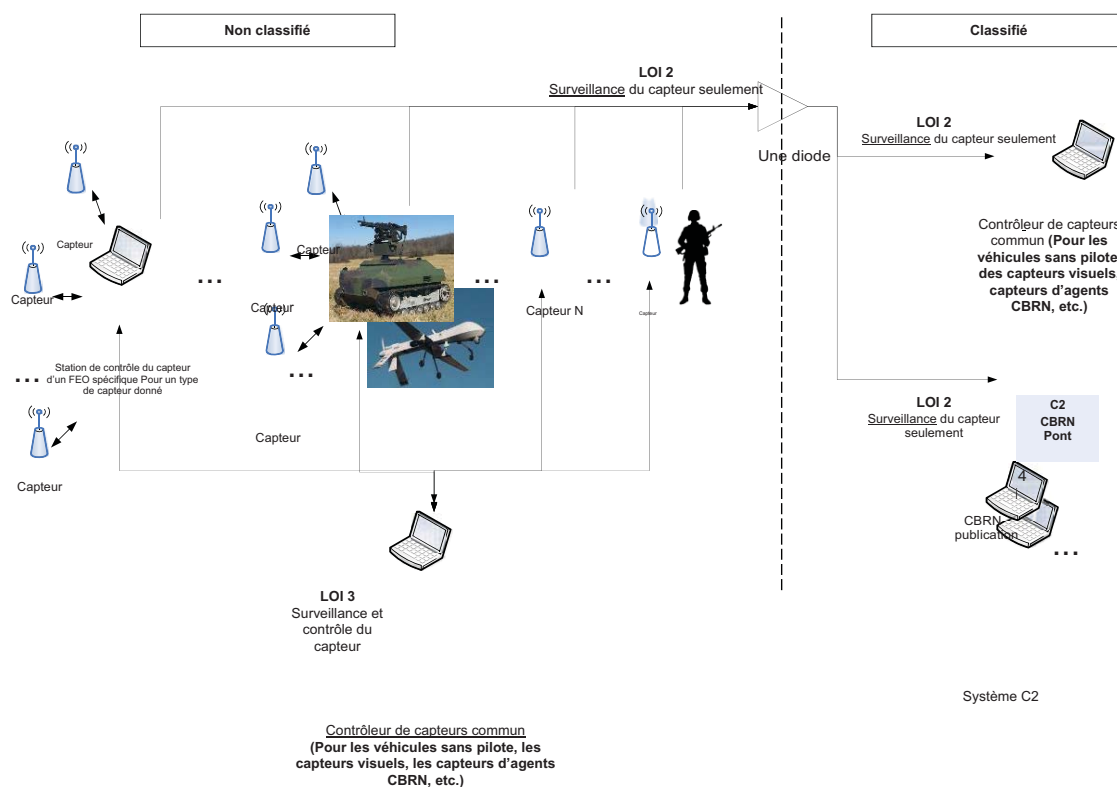 Non classifié
Classifié
LOI 2
Surveillance du capteur seulement
Une diode
LOI 2
Surveillance du capteur seulement
Contrôleur de capteurs
commun (Pour les
véhicules sans pilote
des capteurs visuels
capteurs d'agents
CBRN, etc.)
Capteur
Capteur
...
Capteur
Capteur
...
Capteur N
...
Capteur
...
Station de contrôle du capteur
d'un FEO spécifique Pour un type
de capteur donné
...
Capteur
Capteur
LOI 2
Surveillance du capteur
seulement
C2
CBRN
Pont
4
CBRN -
publication
...
LOI 3
Surveillance et
contrôle du
capteur
Système C2
Contrôleur de capteurs commun
(Pour les véhicules sans pilote, les
capteurs visuels, les capteurs d'agents
CBRN, etc.)